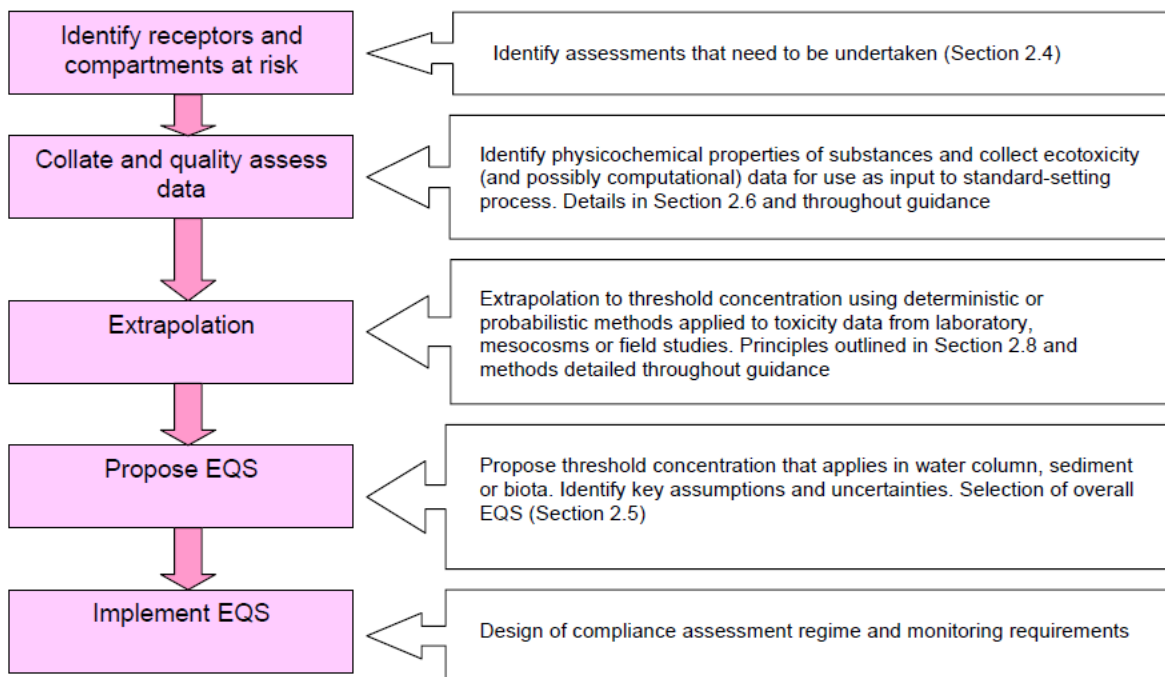 Identify receptors and
compartments at risk
Identify assessments that need to be undertaken (Section 2.4)
Collate and quality assess
data
Identify physicochemical properties of substances and collect ecotoxicity
(and possibly computational) data for use as input to standard-setting
process. Details in Section 2.6 and throughout guidance
Extrapolation
Extrapolation to threshold concentration using deterministic or
probabilistic methods applied to toxicity data from laboratory,
mesocosms or field studies. Principles outlined in Section 2.8 and
methods detailed throughout guidance
Propose EQS
Propose threshold concentration that applies in water column, sediment
or biota. Identify key assumptions and uncertainties. Selection of overall
EQS (Section 2.5)
Implement EQS
Design of compliance assessment regime and monitoring requirements